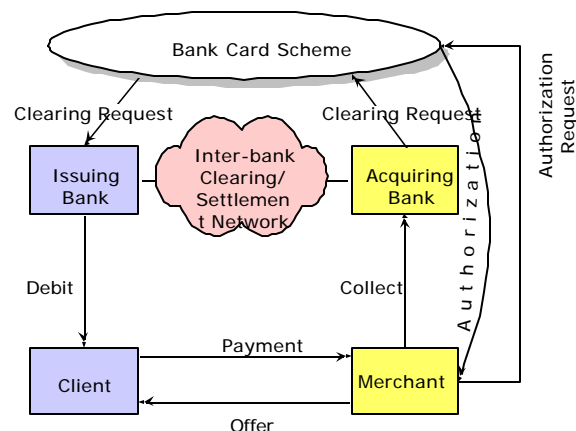 Bank Card Scheme
Authorization
Request
Clearing Request
Clearing Request
Inter-bank
Clearing/
Settlemen
t Network
Issuing
Bank
Acquiring
Bank
Authorization
Debit
Collect
Payment
Client
Merchant
Offer